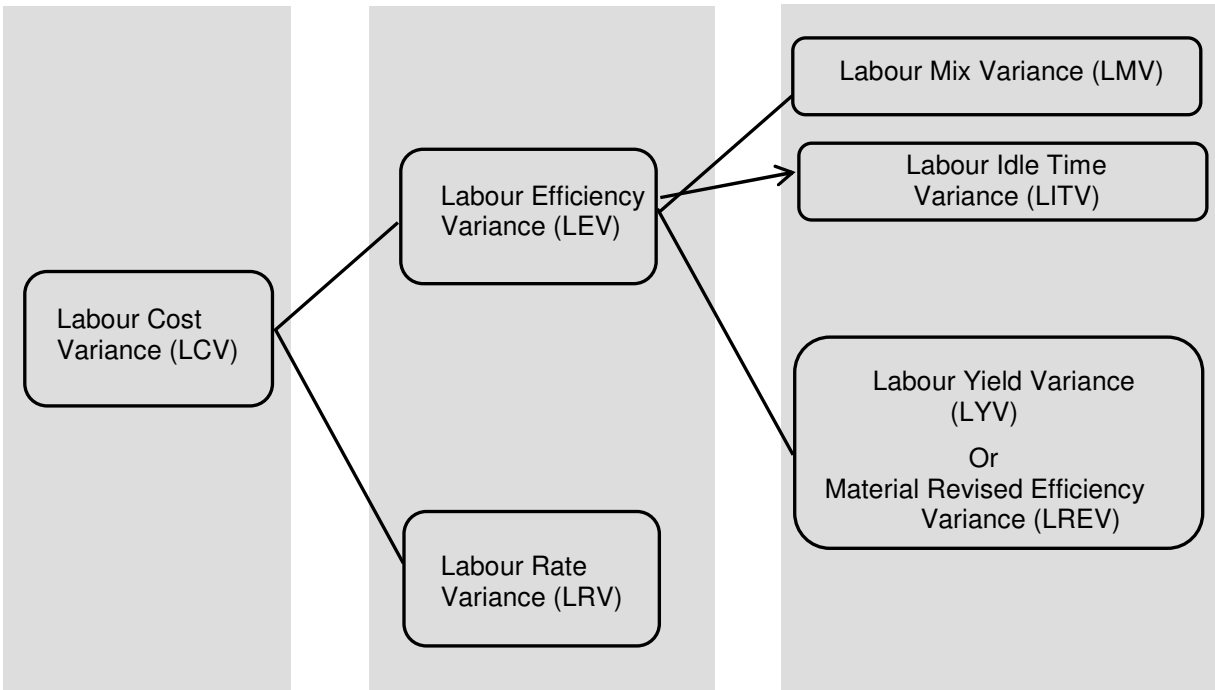 Labour Cost
Variance (LCV)
Labour Efficiency
Variance (LEV)
Labour Rate
Variance (LRV)
Labour Mix Variance (LMV)
Labour Idle Time
Variance (LITV)
Labour Yield Variance
(LYV)
Or
Material Revised Efficiency
Variance (LREV)